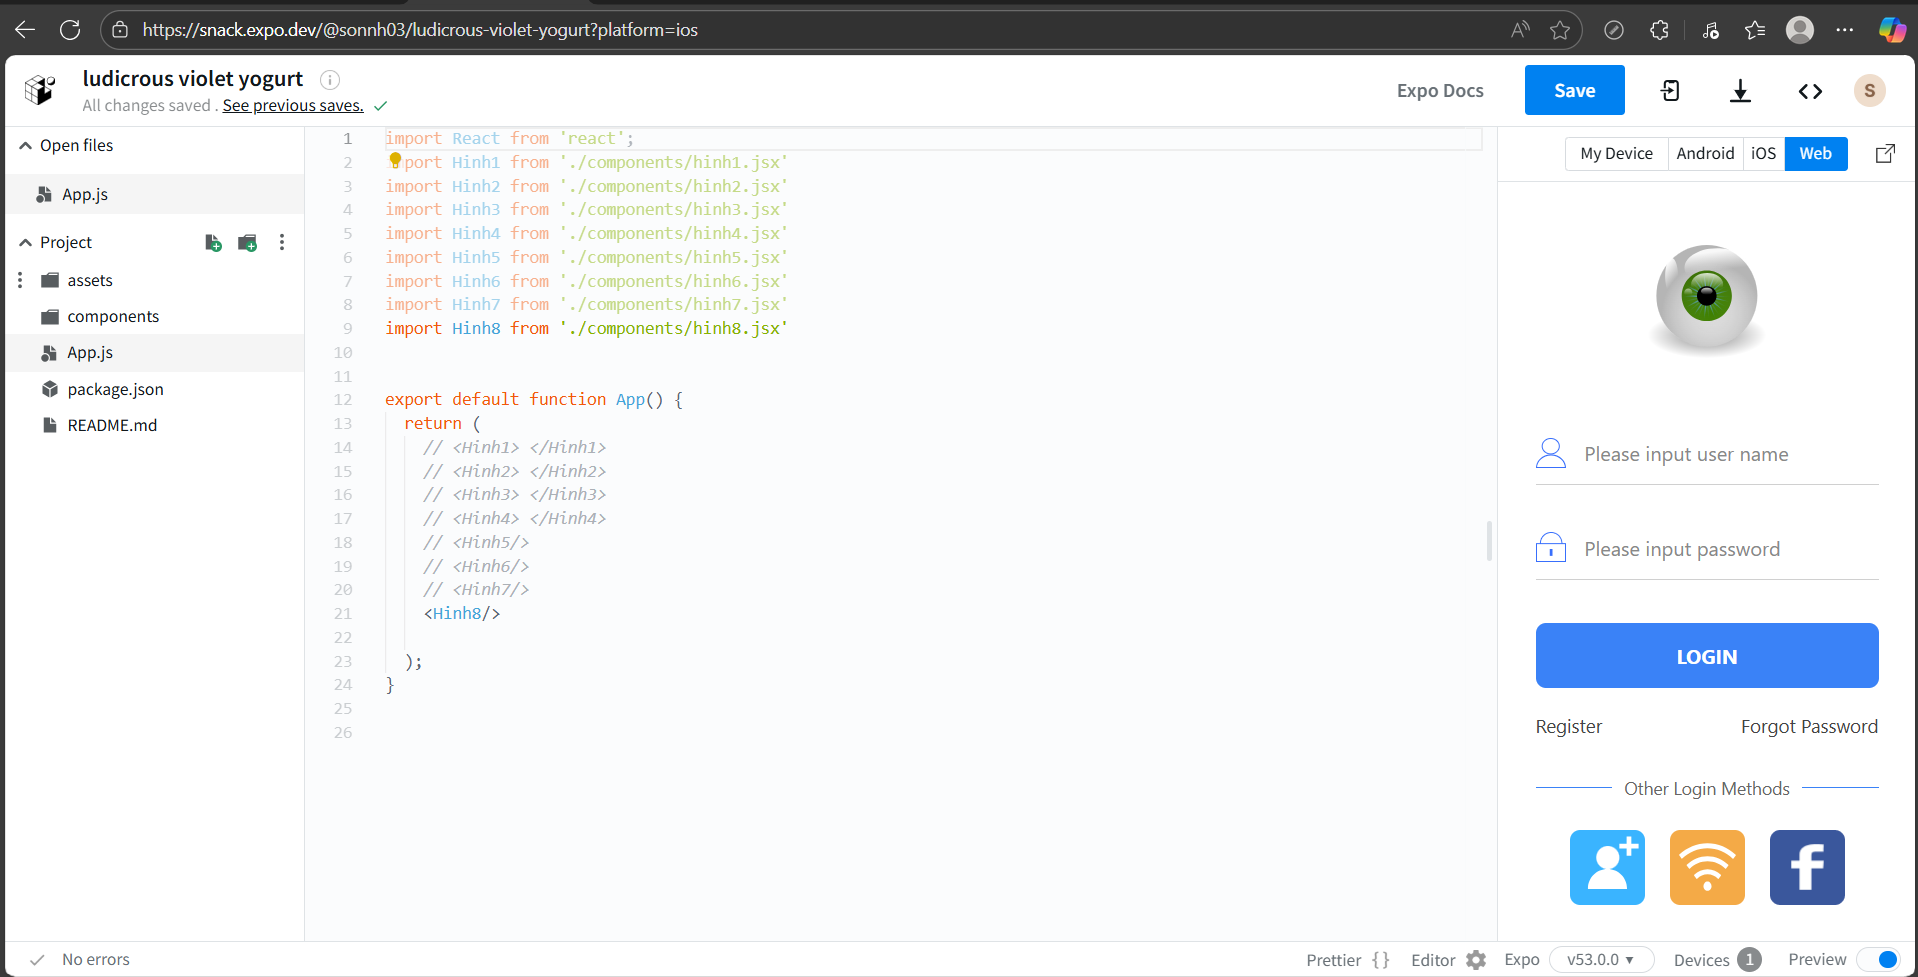 https://snack.expo.dev/@sonnh03/ludicrous-violet-yogurt?platform=ios
ludicrous violet yogurt
All changes saved . See previous saves.
Expo Docs
Save
S
Open files
App.js
Project
assets
components
App.js
package.json
README.md
1 import React from 'react';
2 port Hinh1 from './components/hinh1.jsx'
3 import Hinh2 from './components/hinh2.jsx'
4 import Hinh3 from './components/hinh3.jsx'
5 import Hinh4 from './components/hinh4.jsx'
6 import Hinh5 from './components/hinh5.jsx'
7 import Hinh6 from './components/hinh6.jsx'
8 import Hinh7 from './components/hinh7.jsx'
9 import Hinh8 from './components/hinh8.jsx'
10
11
12 export default function App() {
13 return (
14 // <Hinh1> </Hinh1>
15 // <Hinh2> </Hinh2>
16 // <Hinh3> </Hinh3>
17 // <Hinh4> </Hinh4>
18 // <Hinh5/>
19 // <Hinh6/>
20 // <Hinh7/>
21 <Hinh8/>
22
23 );
24 }
25
26
My Device Android iOS Web
Please input user name
Please input password
LOGIN
Register Forgot Password
Other Login Methods
f
No errors
Prettier { } Editor Expo v53.0.0 Devices 1 Preview